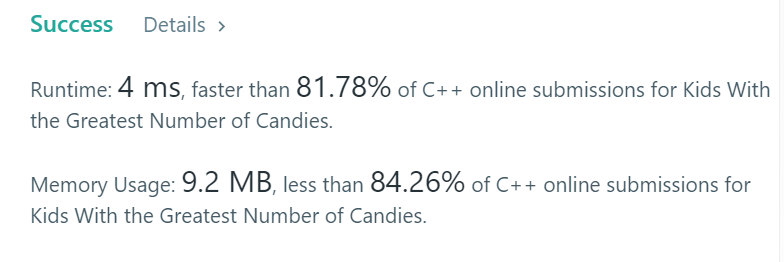 Success Details >
Runtime: 4 ms, faster than 81.78% of C++ online submissions for Kids With
the Greatest Number of Candies.
Memory Usage: 9.2 MB, less than 84.26% of C++ online submissions for
Kids With the Greatest Number of Candies.